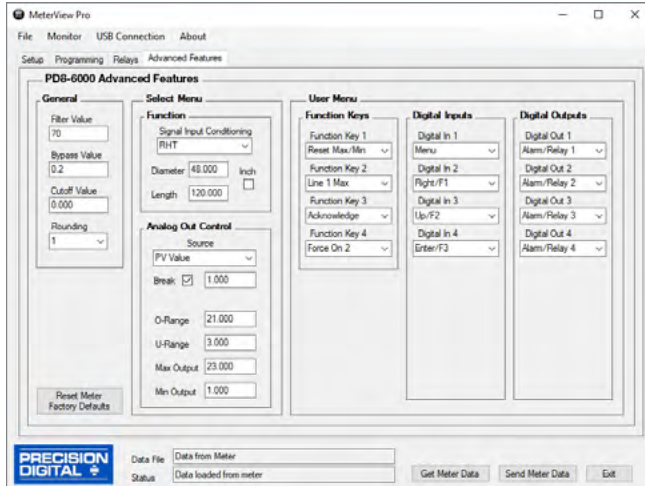 MeterView Pro
File Monitor USB Connection About
Setup Programming Relays Advanced Features
PD8-6000 Advanced Features
General
Filter Value
70
Bypass Value
0.2
Cutoff Value
0.000
Rounding
1
Reset Meter
Factory Defaults
Select Menu
Function
Signal Input Conditioning
RHT
Diameter 48.000 Inch
Length 120.000
Analog Out Control
Source
PV Value
Break 1.000
O-Range 21.000
U-Range 3.000
Max Output 23.000
Min Output 1.000
User Menu
Function Keys
Function Key 1
Reset Max/Min
Function Key 2
Line 1 Max
Function Key 3
Acknowledge
Function Key 4
Force On 2
Digital Inputs
Digital In 1
Menu
Digital In 2
Right/F1
Digital In 3
Up/F2
Digital In 4
Enter/F3
Digital Outputs
Digital Out 1
Alarm/Relay 1
Digital Out 2
Alarm/Relay 2
Digital Out 3
Alarm/Relay 3
Digital Out 4
Alarm/Relay 4
PRECISION
DIGITAL
Data File Data from Meter
Status Data loaded from meter
Get Meter Data Send Meter Data Exit